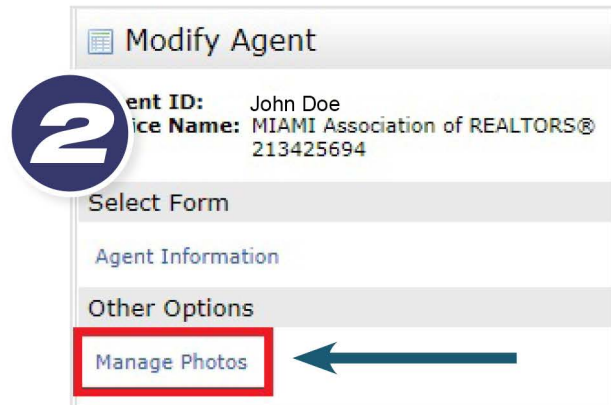 Modify Agent
2
ent ID: John Doe
ice Name: MIAMI Association of REALTORS®
213425694
Select Form
Agent Information
Other Options
Manage Photos